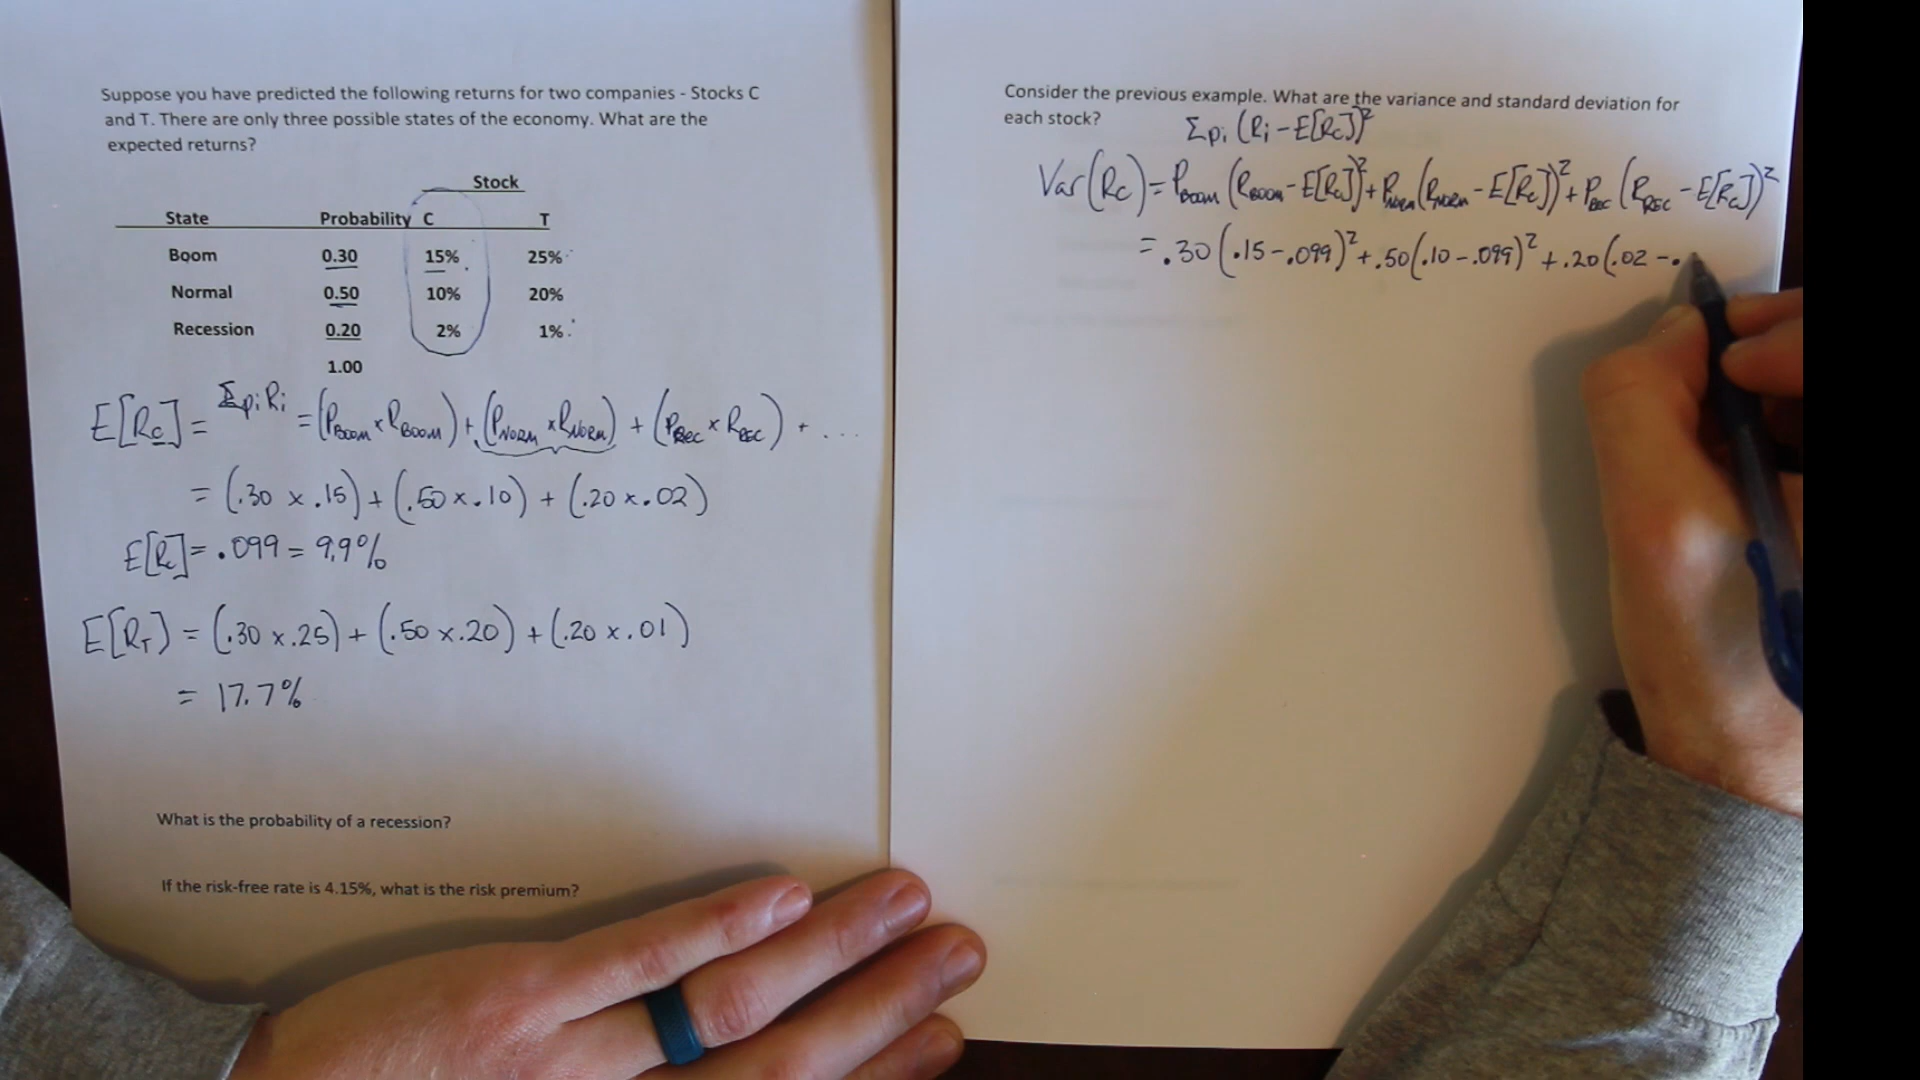 Suppose you have predicted the following returns for two companies - Stocks C
and T. There are only three possible states of the economy. What are the
expected returns?
Stock
State Probability C T
Boom 0.30 15% 25%
Normal 0.50 10% 20%
Recession 0.20 2% 1%
1.00
E[Rc] = Σpi Ri = (PBOOM × RBOOM) + (PNORM × RNORM) + (PREC × RREC) + ....
= (.30 × .15) + (.50 × .10) + (.20 × .02)
E[Rc] = .099 = 9.9%
E[RT] = (.30 × .25) + (.50 × .20) + (.20 × .01)
= 17.7%
What is the probability of a recession?
If the risk-free rate is 4.15%, what is the risk premium?
Consider the previous example. What are the variance and standard deviation for
each stock?
Σpi (Ri - E[Rc])²
Var(Rc) = PBOOM (RBOOM - E[Rc])² + PNORM (RNORM - E[Rc])² + PREC (RREC - E[Rc])²
= .30 (.15 - .099)² + .50 (.10 - .099)² + .20 (.02 - .